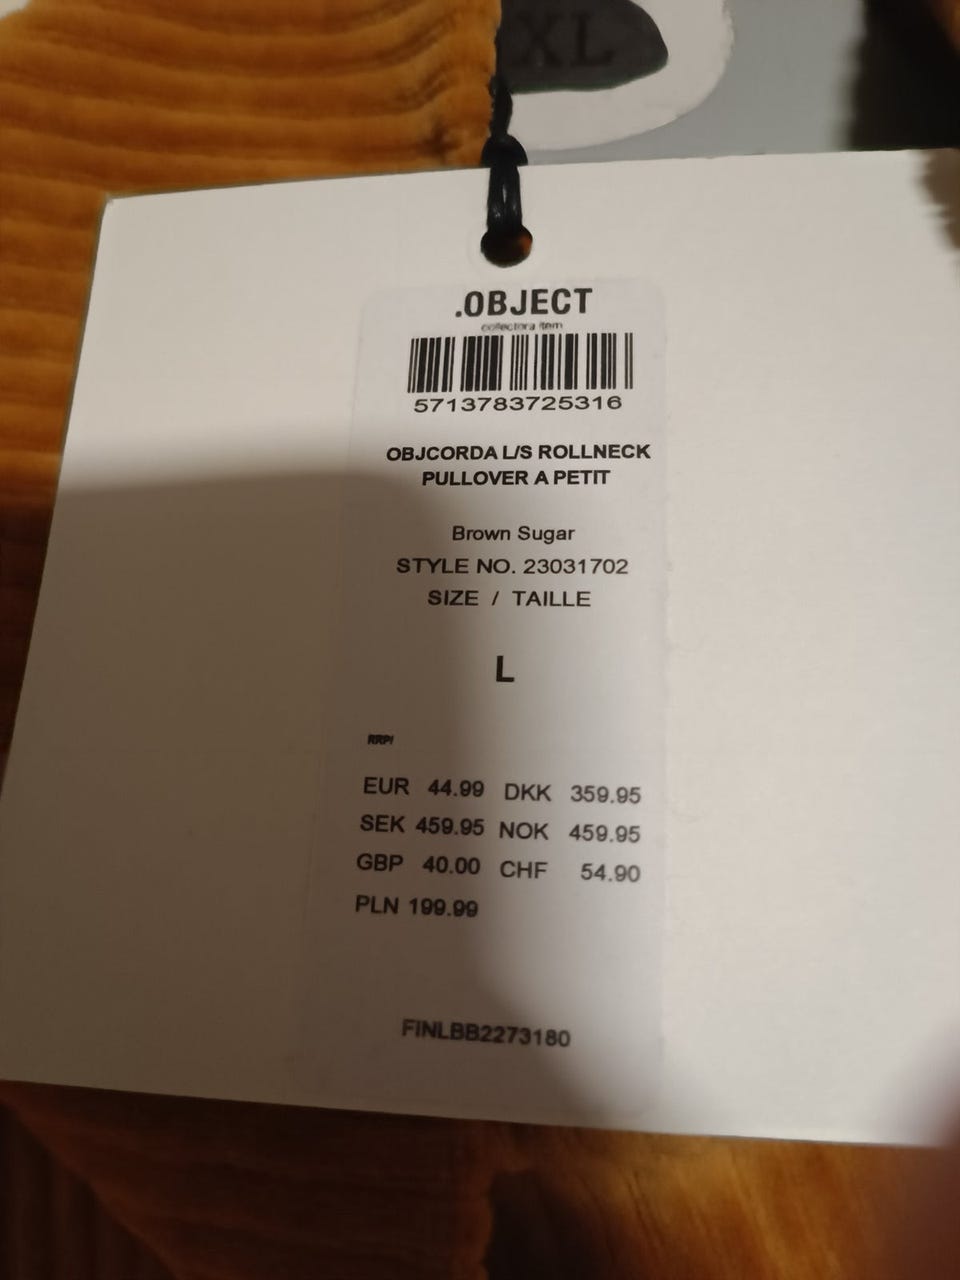 XL
.OBJECT
collectors item
5713783725316
OBJCORDA L/S ROLLNECK
PULLOVER A PETIT
Brown Sugar
STYLE NO. 23031702
SIZE / TAILLE
L
RRP/
EUR 44.99 DKK 359.95
SEK 459.95 NOK 459.95
GBP 40.00 CHF 54.90
PLN 199.99
FINLBB2273180